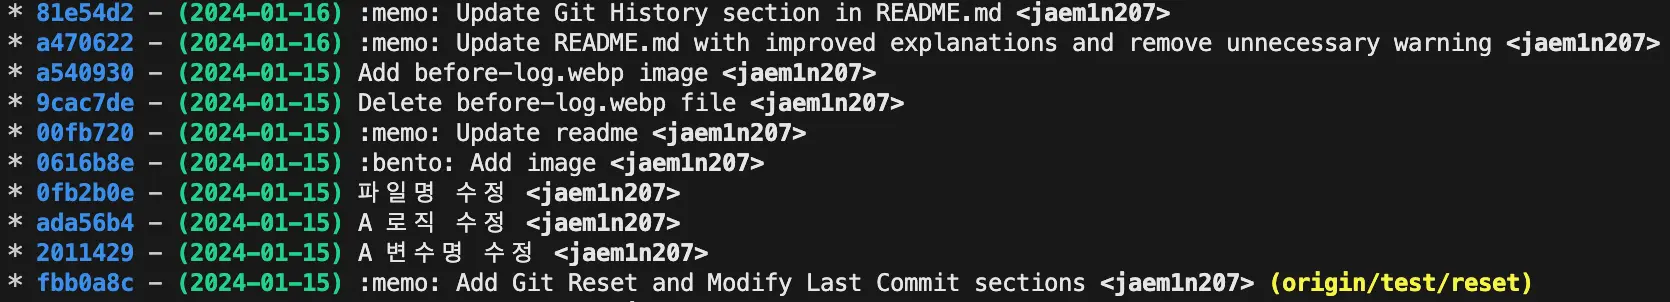 * 81e54d2 - (2024-01-16) :memo: Update Git History section in README.md <jaem1n207>
* a470622 - (2024-01-16) :memo: Update README.md with improved explanations and remove unnecessary warning <jaem1n207>
* a540930 - (2024-01-15) Add before-log.webp image <jaem1n207>
* 9cac7de - (2024-01-15) Delete before-log.webp file <jaem1n207>
* 00fb720 - (2024-01-15) :memo: Update readme <jaem1n207>
* 0616b8e - (2024-01-15) :bento: Add image <jaem1n207>
* 0fb2b0e - (2024-01-15) 파일명 수정 <jaem1n207>
* ada56b4 - (2024-01-15) A 로직 수정 <jaem1n207>
* 2011429 - (2024-01-15) A 변수명 수정 <jaem1n207>
* fbb0a8c - (2024-01-15) :memo: Add Git Reset and Modify Last Commit sections <jaem1n207> (origin/test/reset)